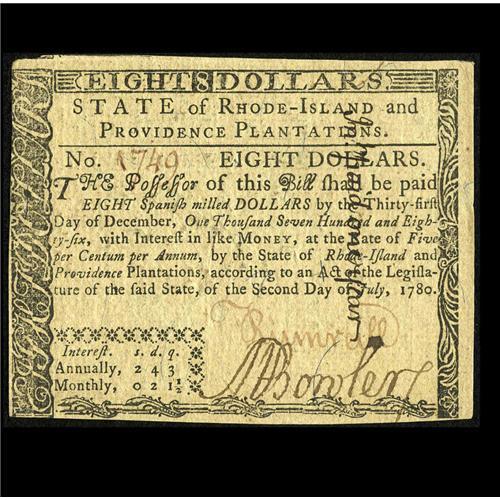 EIGHT 8 DOLLARS
STATE of RHODE-ISLAND and
PROVIDENCE PLANTATIONS.
No. 1749 EIGHT DOLLARS.
THE Poſſeſſor of this Bill ſhall be paid
EIGHT Spaniſh milled DOLLARS by the Thirty-firſt
Day of December, One Thouſand Seven Hundred and Eigh-
ty-ſix, with Intereſt in like MONEY, at the Rate of Five
per Centum per Annum, by the State of Rhode-Iſland and
Providence Plantations, according to an Act of the Legiſla-
ture of the ſaid State, of the Second Day of July, 1780.
Intereſt. s. d. q.
Annually, 2 4 3
Monthly, 0 2 1½
Bowler